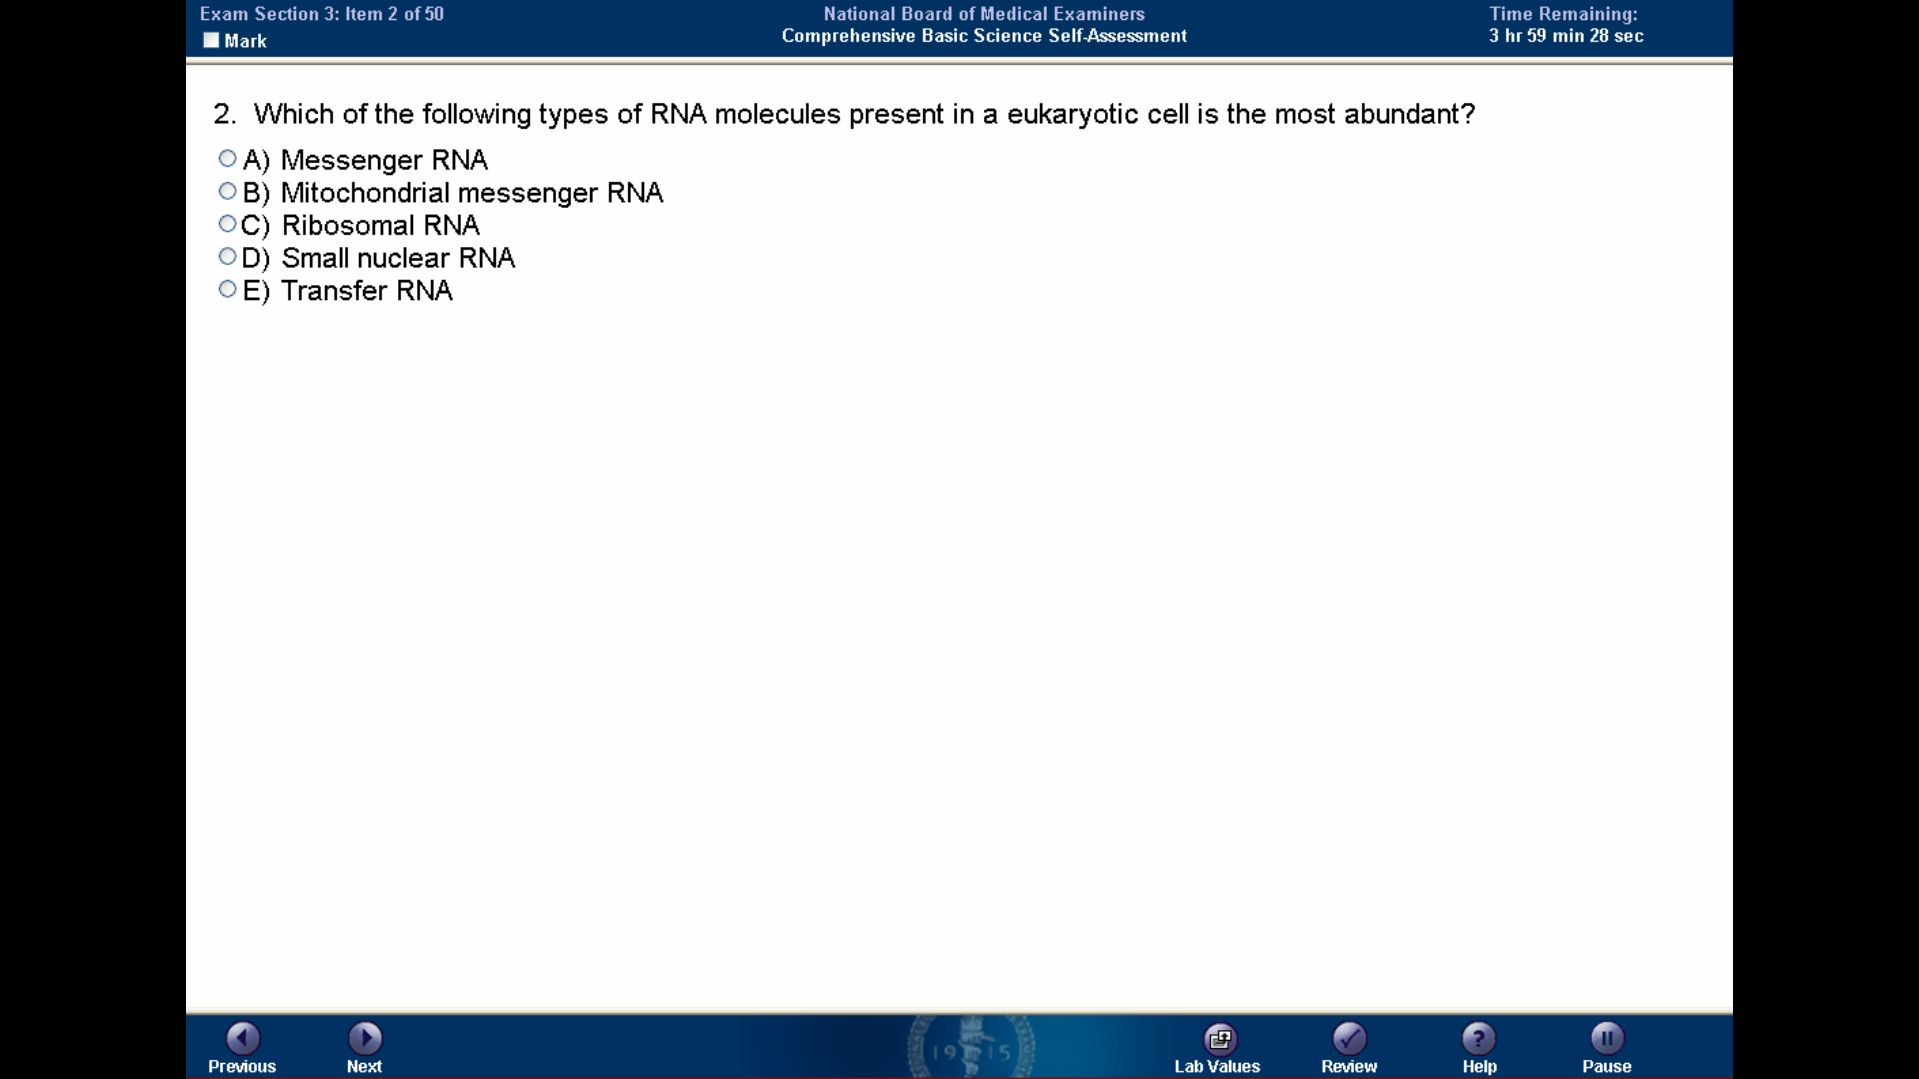 Exam Section 3: Item 2 of 50
Mark
National Board of Medical Examiners
Comprehensive Basic Science Self-Assessment
Time Remaining:
3 hr 59 min 28 sec
2. Which of the following types of RNA molecules present in a eukaryotic cell is the most abundant?
A) Messenger RNA
B) Mitochondrial messenger RNA
C) Ribosomal RNA
D) Small nuclear RNA
E) Transfer RNA
1915
Previous
Next
Lab Values
Review
Help
Pause